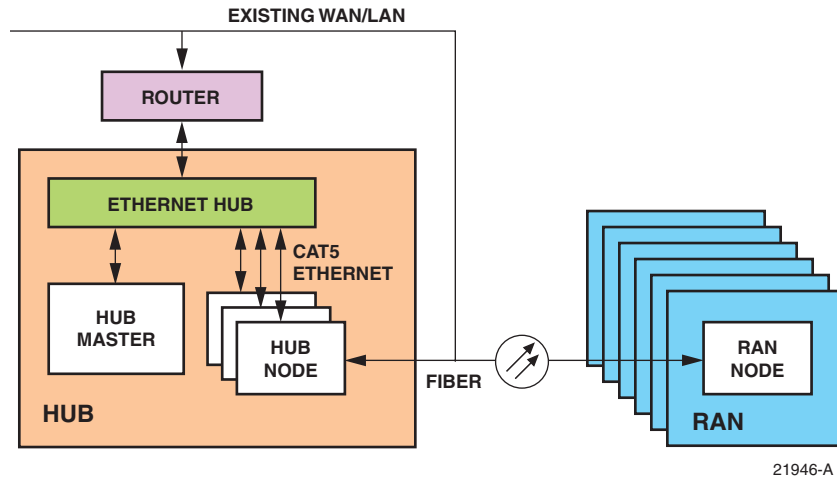 EXISTING WAN/LAN
ROUTER
ETHERNET HUB
CAT5
ETHERNET
HUB
MASTER
HUB
NODE
FIBER
RAN
NODE
HUB
RAN
21946-A